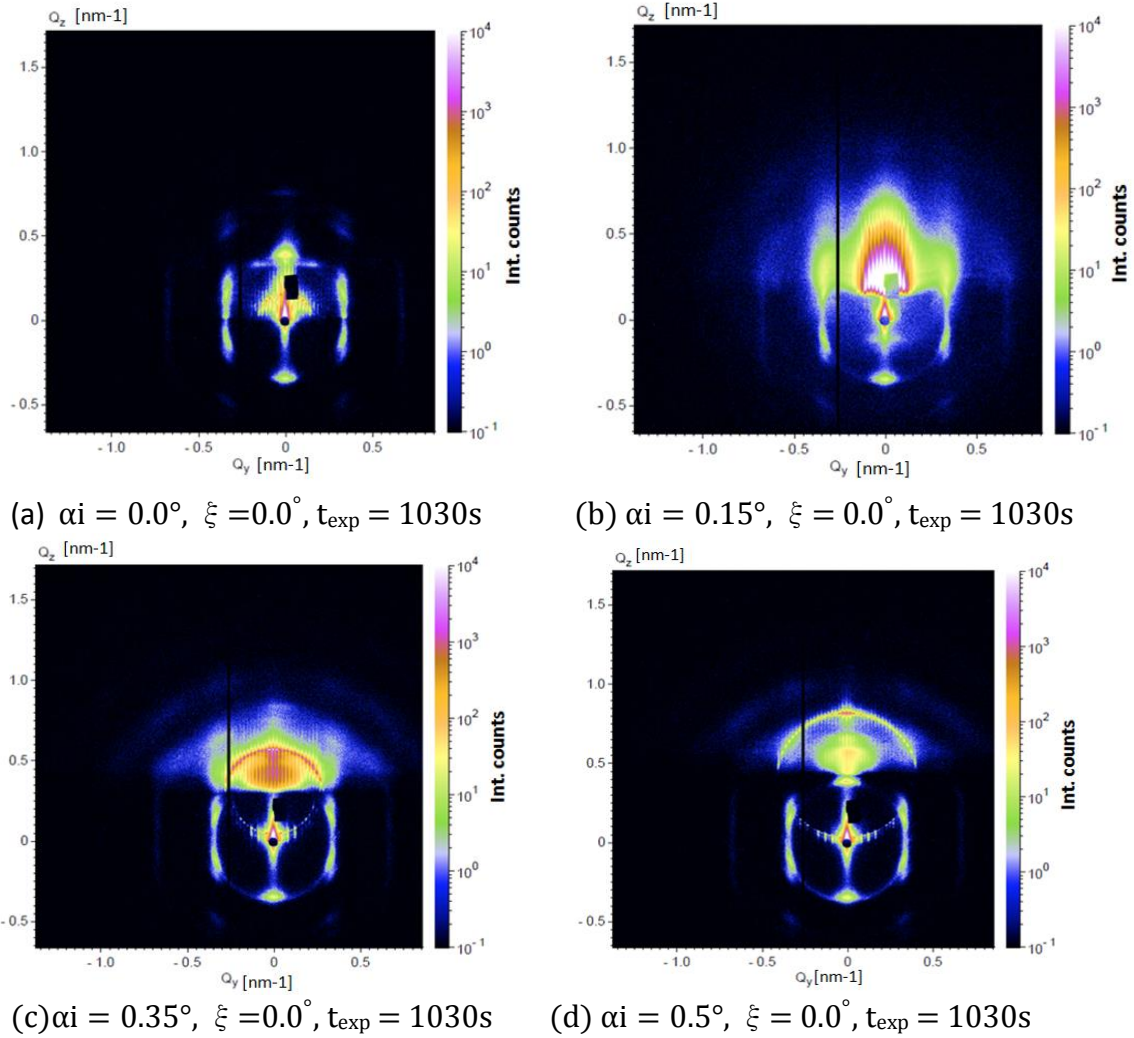 Qz [nm-1]
1.5
1.0
0.5
0
- 0.5
- 1.0 - 0.5 0 0.5
Qy [nm-1]
10^4
10^3
10^2
10^1
10^0
10^-1
Int. counts
(a) αi = 0.0°, ξ =0.0°, t_exp = 1030s
Qz [nm-1]
1.5
1.0
0.5
0
- 0.5
- 1.0 - 0.5 0 0.5
Qy [nm-1]
10^4
10^3
10^2
10^1
10^0
10^-1
Int. counts
(b) αi = 0.15°, ξ = 0.0°, t_exp = 1030s
Qz [nm-1]
1.5
1.0
0.5
0
- 0.5
- 1.0 - 0.5 0 0.5
Qy [nm-1]
10^4
10^3
10^2
10^1
10^0
10^-1
Int. counts
(c)αi = 0.35°, ξ =0.0°, t_exp = 1030s
Qz [nm-1]
1.5
1.0
0.5
0
- 0.5
- 1.0 - 0.5 0 0.5
Qy[nm-1]
10^4
10^3
10^2
10^1
10^0
10^-1
Int. counts
(d) αi = 0.5°, ξ = 0.0°, t_exp = 1030s